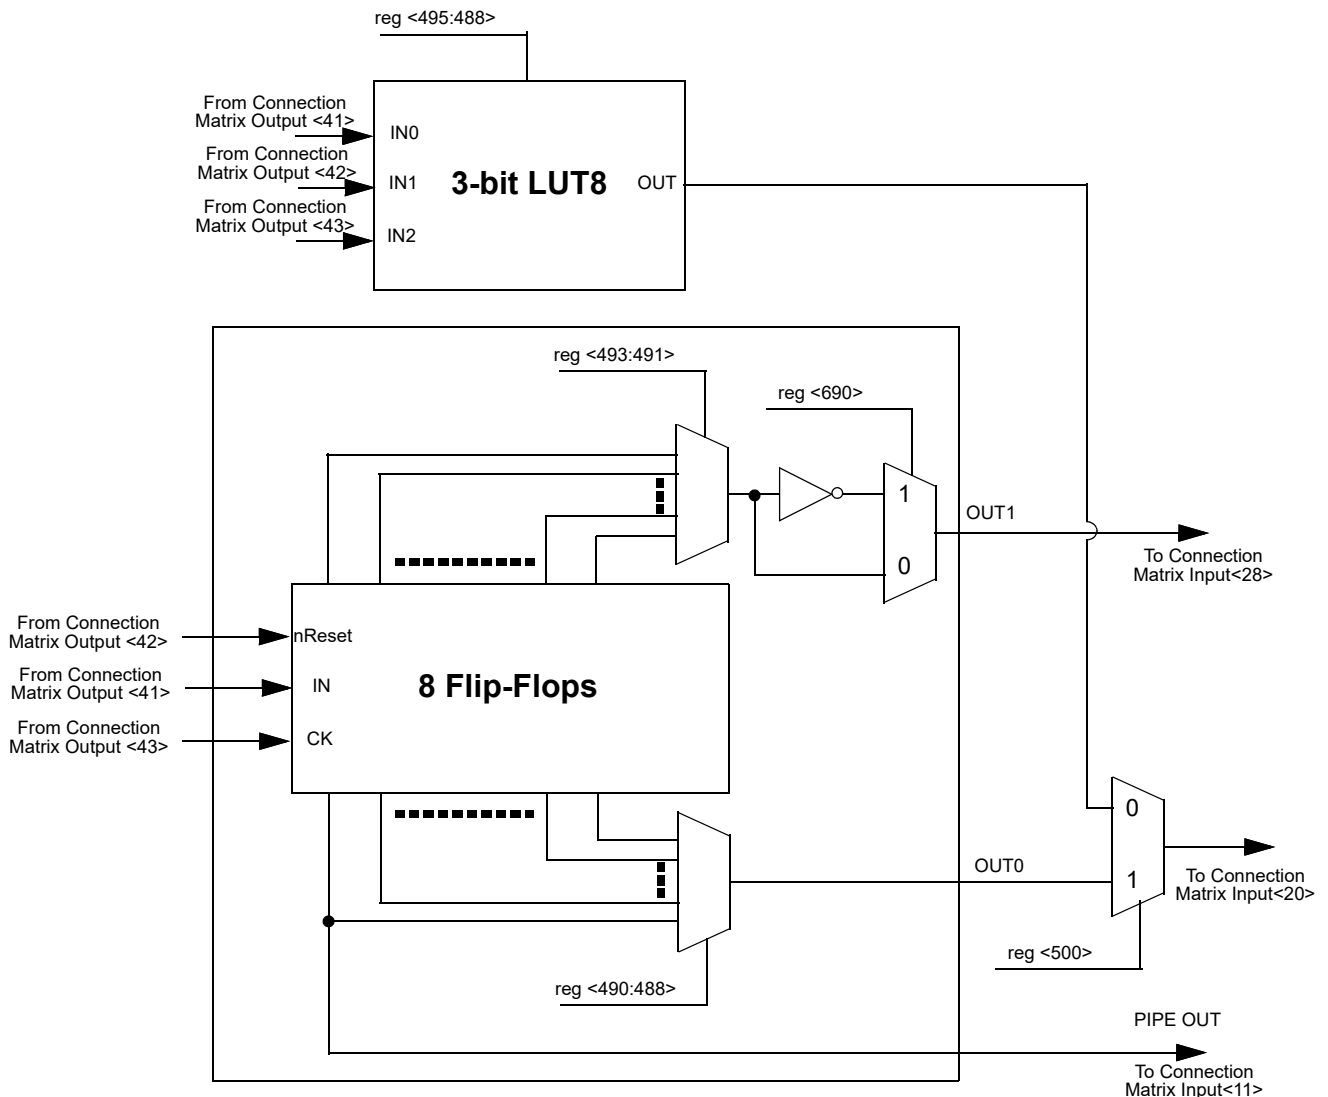 reg <495:488>
From Connection
Matrix Output <41>
IN0
From Connection
Matrix Output <42>
IN1
3-bit LUT8
OUT
From Connection
Matrix Output <43>
IN2
reg <493:491>
reg <690>
1
OUT1
0
To Connection
Matrix Input<28>
From Connection
Matrix Output <42>
nReset
From Connection
Matrix Output <41>
IN
8 Flip-Flops
From Connection
Matrix Output <43>
CK
0
OUT0
1
To Connection
Matrix Input<20>
reg <500>
reg <490:488>
PIPE OUT
To Connection
Matrix Input<11>